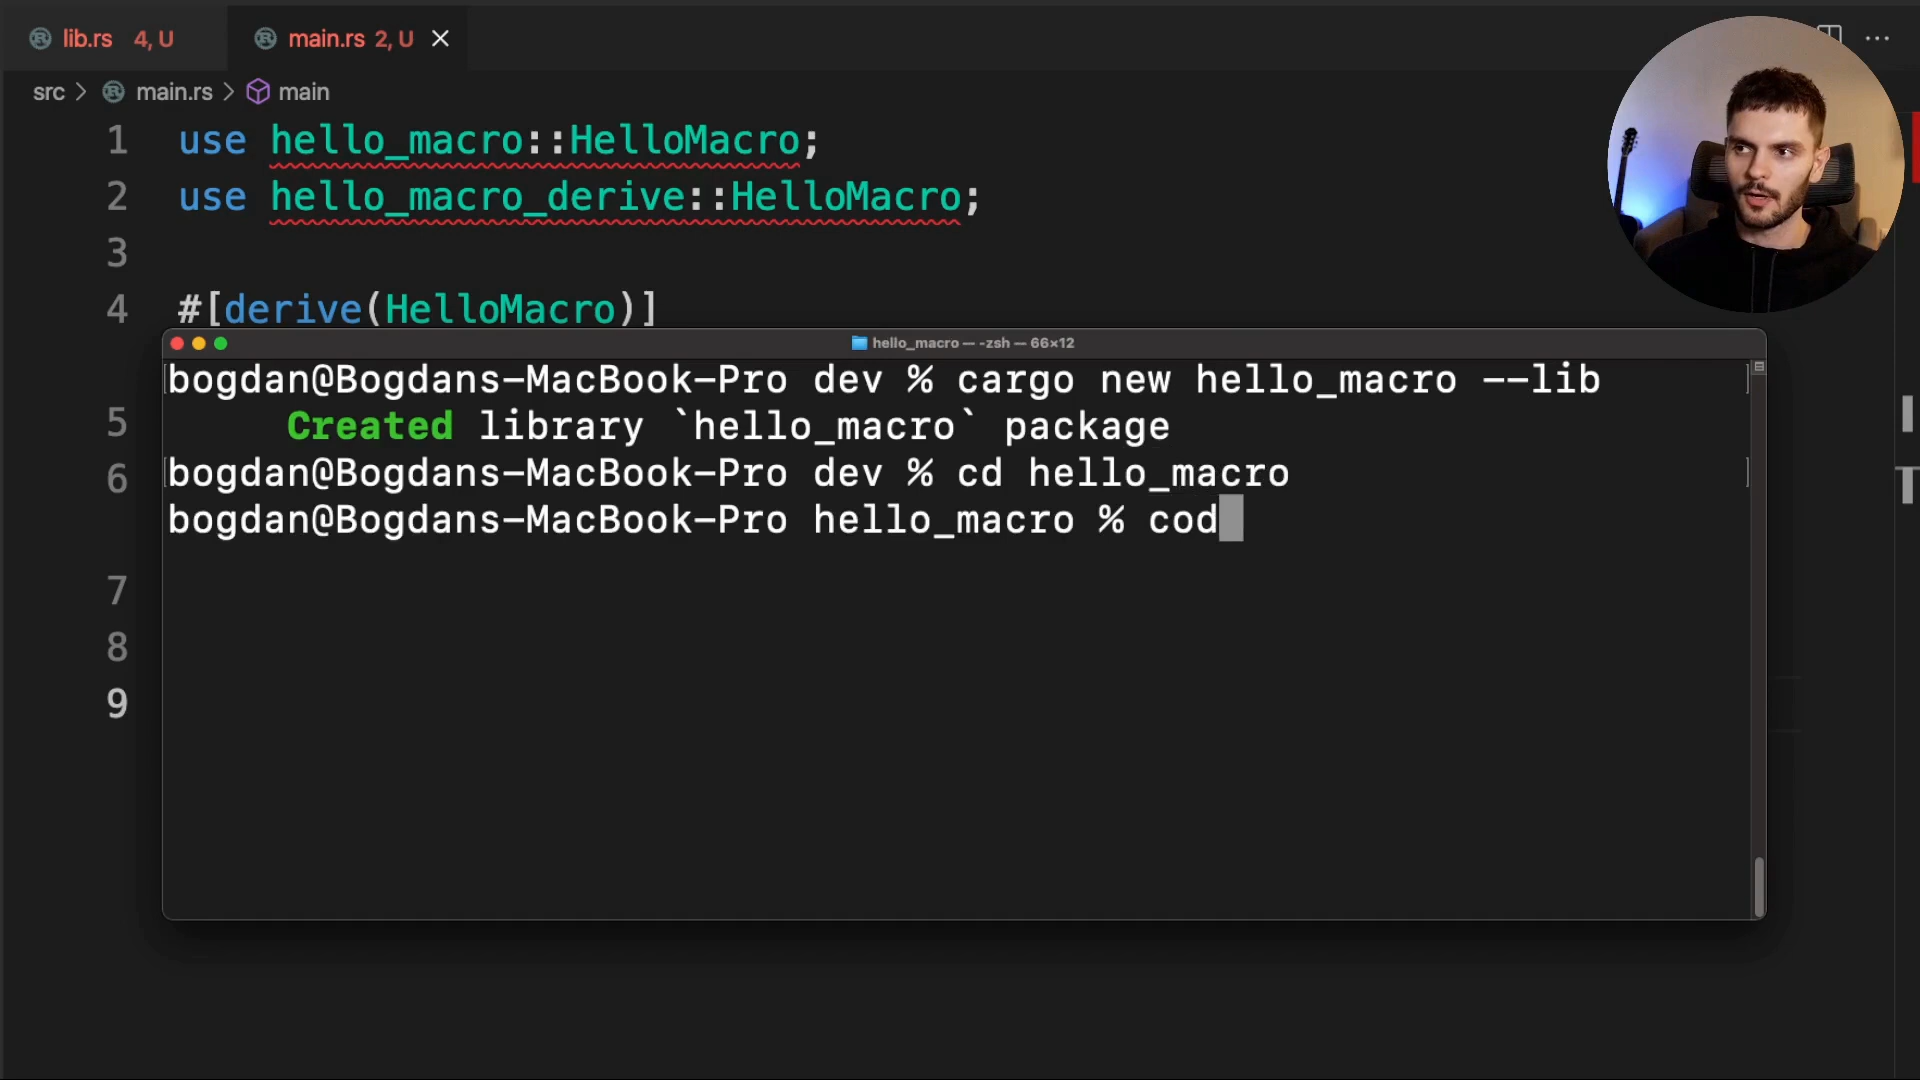 lib.rs 4, U main.rs 2, U
src > main.rs > main
1 use hello_macro::HelloMacro;
2 use hello_macro_derive::HelloMacro;
3
4 #[derive(HelloMacro)]
hello_macro — -zsh — 66×12
bogdan@Bogdans-MacBook-Pro dev % cargo new hello_macro --lib
5 Created library `hello_macro` package
6 bogdan@Bogdans-MacBook-Pro dev % cd hello_macro
bogdan@Bogdans-MacBook-Pro hello_macro % cod
7
8
9